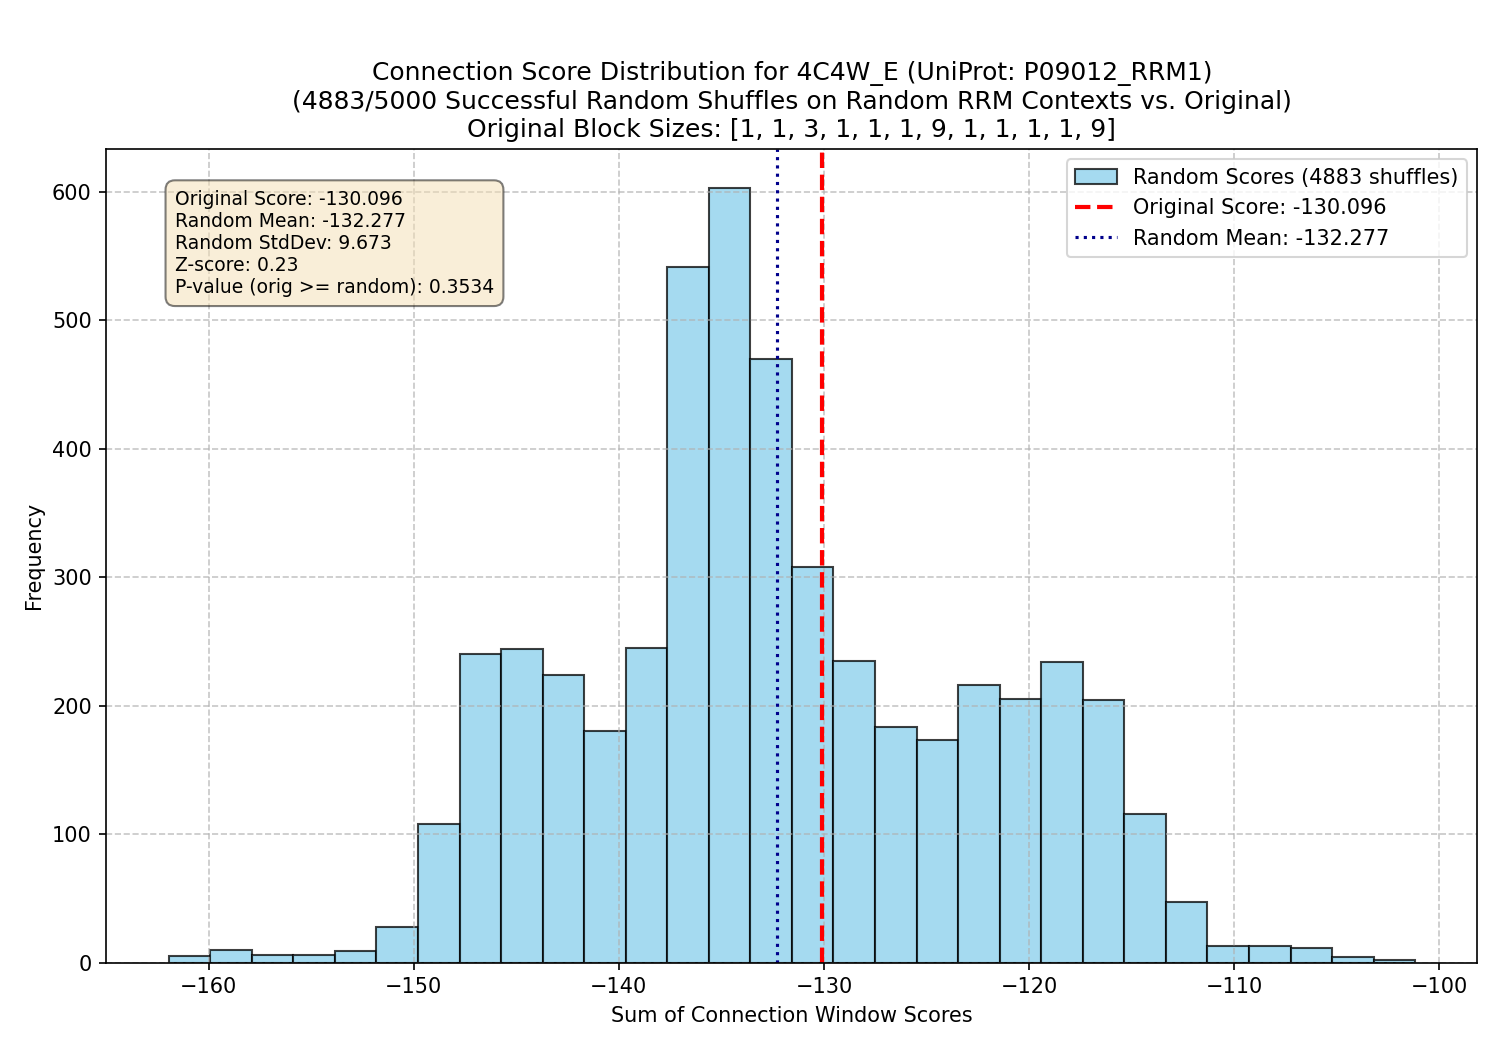 Connection Score Distribution for 4C4W_E (UniProt: P09012_RRM1)
(4883/5000 Successful Random Shuffles on Random RRM Contexts vs. Original)
Original Block Sizes: [1, 1, 3, 1, 1, 1, 9, 1, 1, 1, 1, 9]
Original Score: -130.096
Random Mean: -132.277
Random StdDev: 9.673
Z-score: 0.23
P-value (orig >= random): 0.3534
Random Scores (4883 shuffles)
Original Score: -130.096
Random Mean: -132.277
Frequency
600
500
400
300
200
100
0
−160
−150
−140
−130
−120
−110
−100
Sum of Connection Window Scores